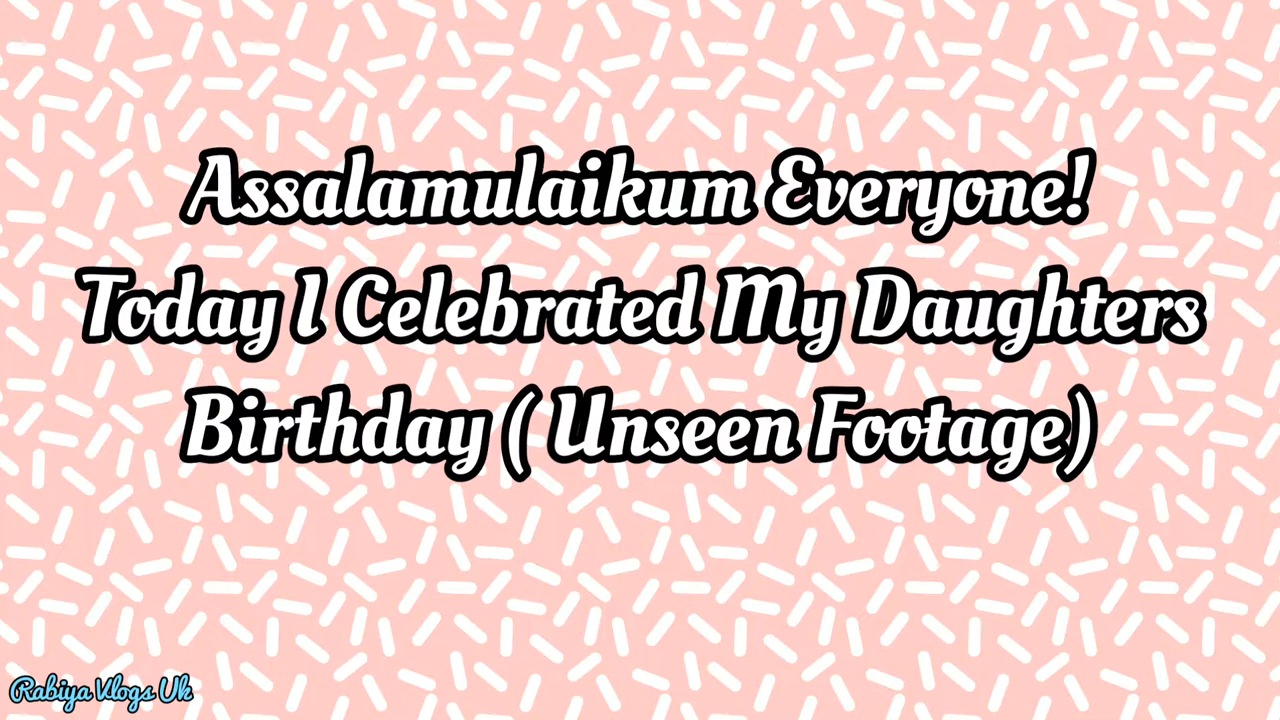 Assalamulaikum Everyone!
Today I Celebrated My Daughters
Birthday ( Unseen Footage)
Rabiya Vlogs Uk